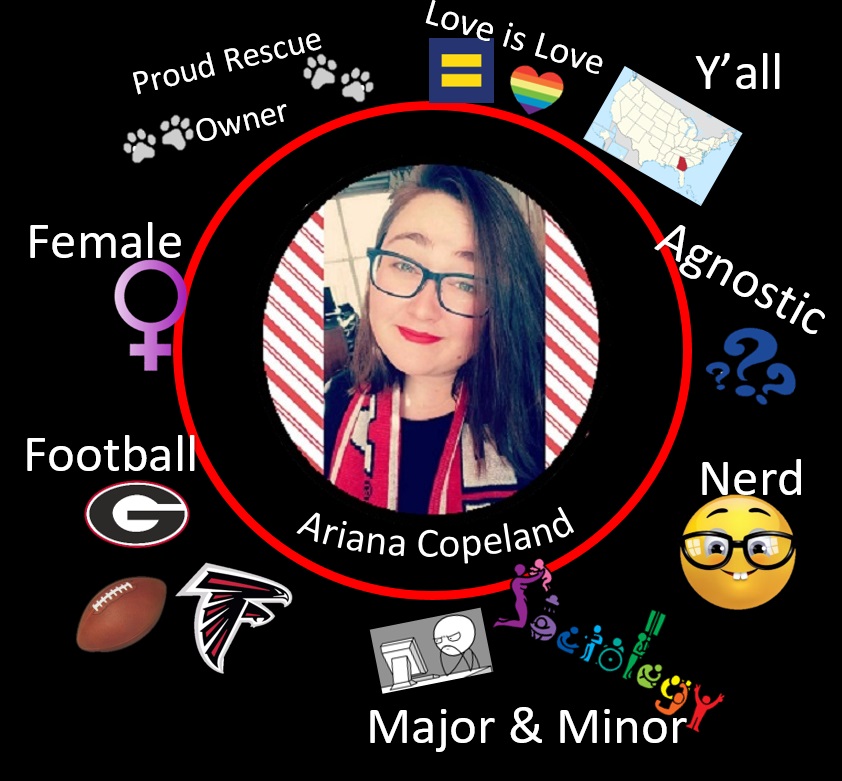 Proud Rescue
Owner
Love is Love
Y’all
Female
Agnostic
Football
G
Nerd
Ariana Copeland
Sociology
Major & Minor